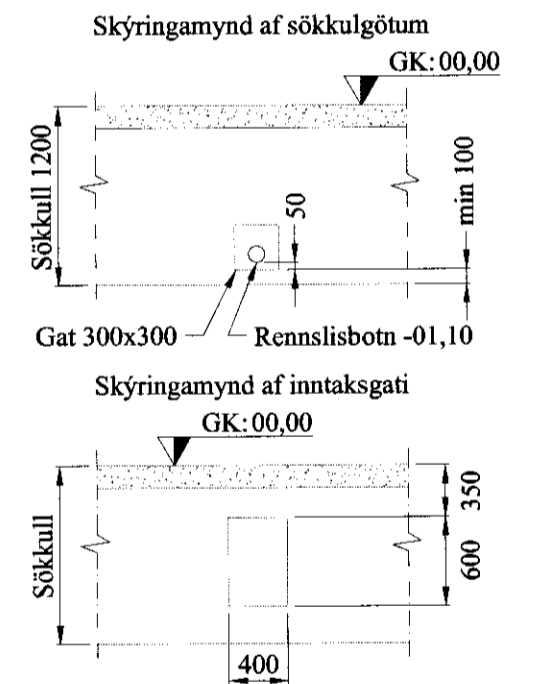 Skýringamynd af sökkulgötum
GK: 00,00
Sökkull 1200
50
min 100
Gat 300x300
Rennslisbotn -01,10
Skýringamynd af inntaksgati
GK: 00,00
Sökkull
350
600
400